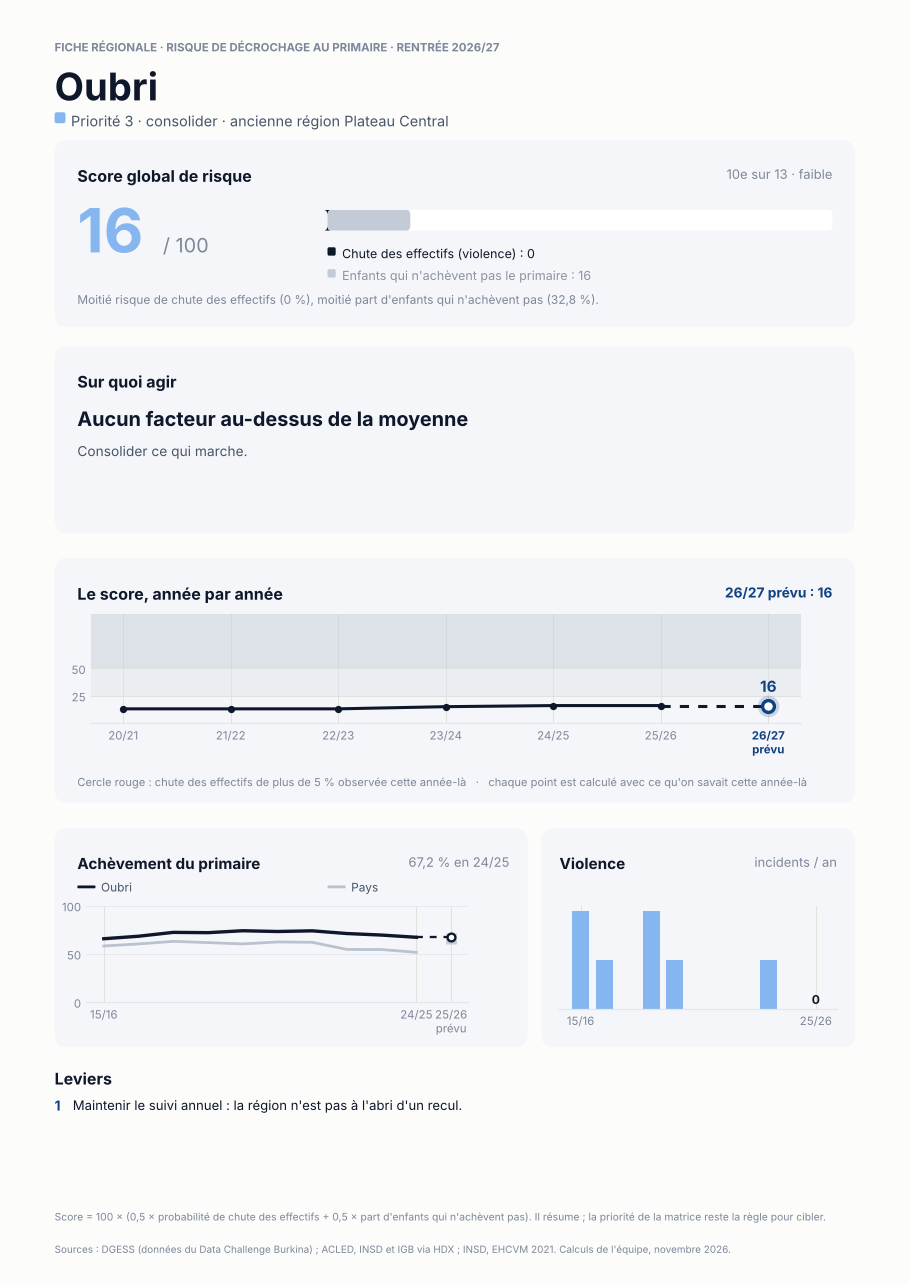 FICHE RÉGIONALE · RISQUE DE DÉCROCHAGE AU PRIMAIRE · RENTRÉE 2026/27
Oubri
Priorité 3 · consolider · ancienne région Plateau Central
Score global de risque
10e sur 13 · faible
16 / 100
Chute des effectifs (violence) : 0
Enfants qui n'achèvent pas le primaire : 16
Moitié risque de chute des effectifs (0 %), moitié part d'enfants qui n'achèvent pas (32,8 %).
Sur quoi agir
Aucun facteur au-dessus de la moyenne
Consolider ce qui marche.
Le score, année par année
26/27 prévu : 16
50
25
16
20/21 21/22 22/23 23/24 24/25 25/26 26/27
prévu
Cercle rouge : chute des effectifs de plus de 5 % observée cette année-là · chaque point est calculé avec ce qu'on savait cette année-là
Achèvement du primaire
67,2 % en 24/25
Oubri Pays
100
50
0
15/16 24/25 25/26
prévu
Violence
incidents / an
0
15/16 25/26
Leviers
1 Maintenir le suivi annuel : la région n'est pas à l'abri d'un recul.
Score = 100 × (0,5 × probabilité de chute des effectifs + 0,5 × part d'enfants qui n'achèvent pas). Il résume ; la priorité de la matrice reste la règle pour cibler.
Sources : DGESS (données du Data Challenge Burkina) ; ACLED, INSD et IGB via HDX ; INSD, EHCVM 2021. Calculs de l'équipe, novembre 2026.